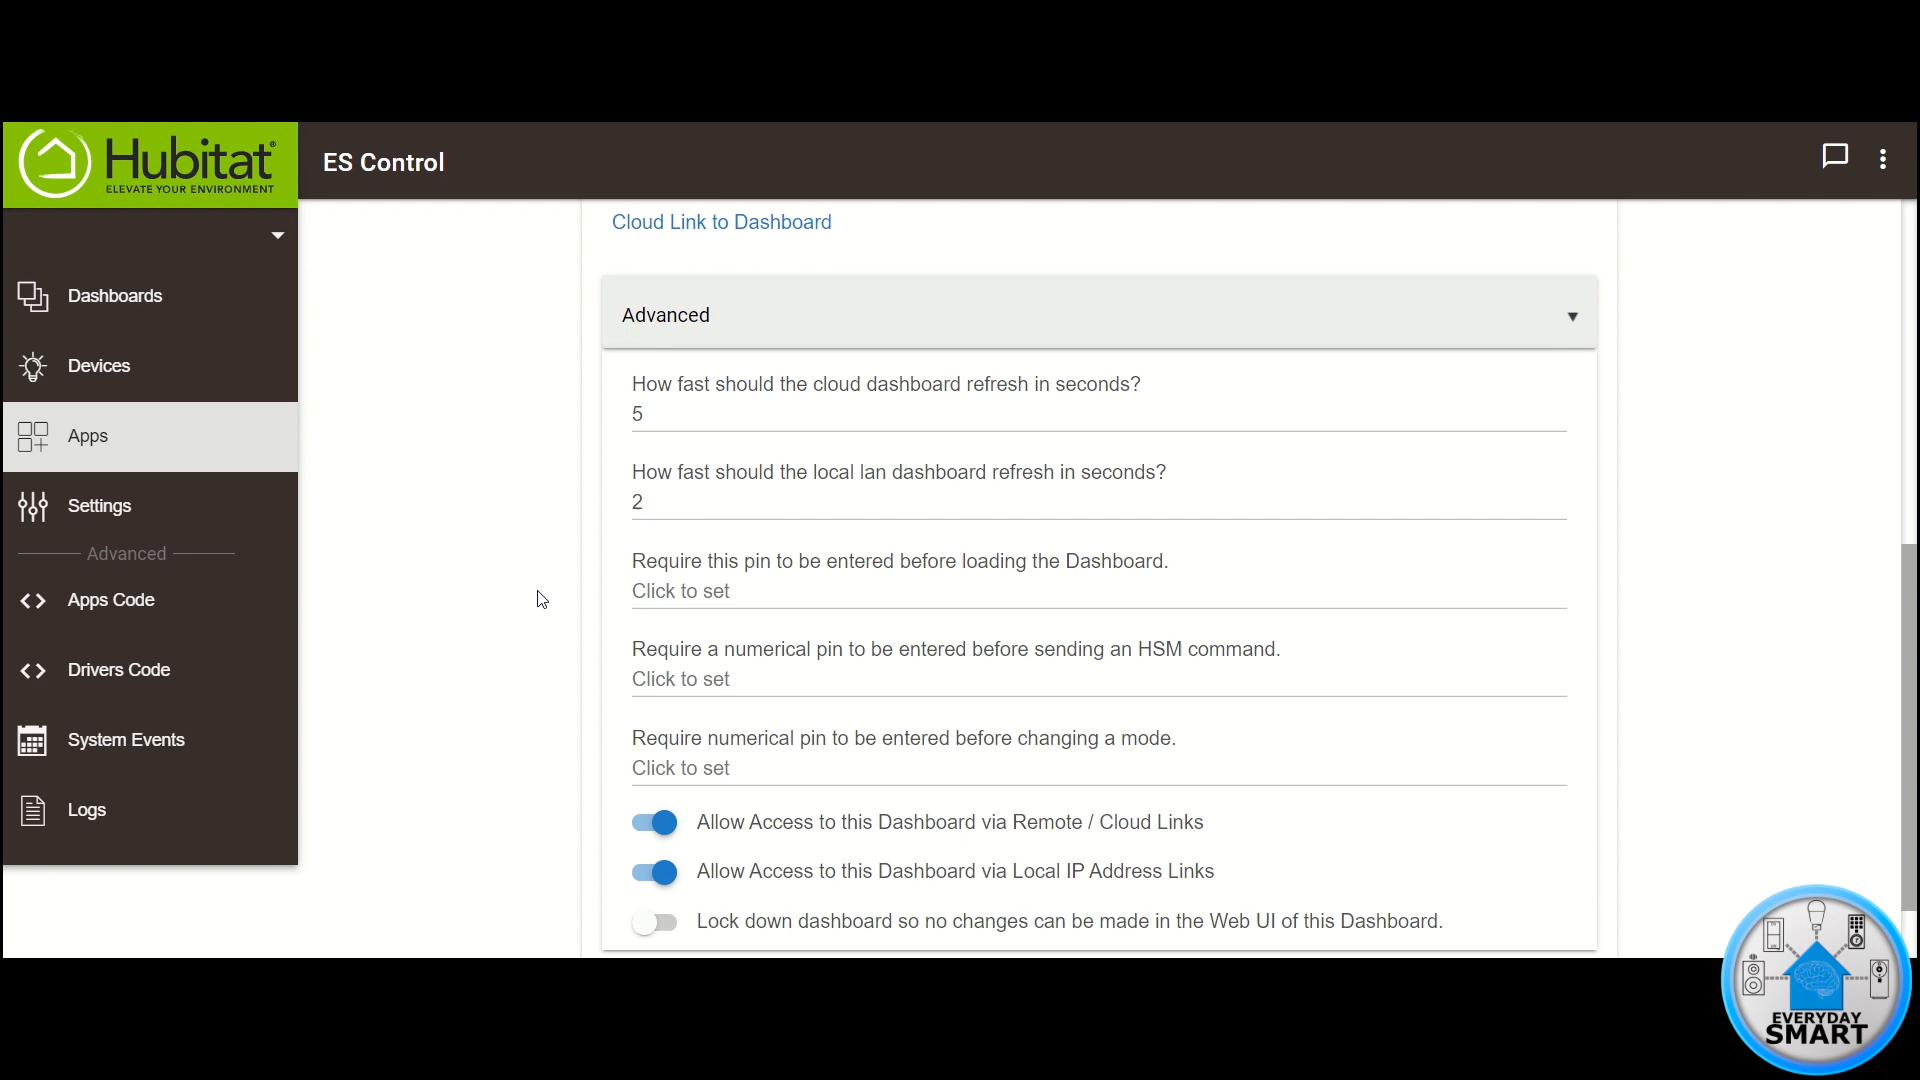 Hubitat®
ELEVATE YOUR ENVIRONMENT
ES Control
Dashboards
Devices
Apps
Settings
Advanced
Apps Code
Drivers Code
System Events
Logs
Cloud Link to Dashboard
Advanced
How fast should the cloud dashboard refresh in seconds?
5
How fast should the local lan dashboard refresh in seconds?
2
Require this pin to be entered before loading the Dashboard.
Click to set
Require a numerical pin to be entered before sending an HSM command.
Click to set
Require numerical pin to be entered before changing a mode.
Click to set
Allow Access to this Dashboard via Remote / Cloud Links
Allow Access to this Dashboard via Local IP Address Links
Lock down dashboard so no changes can be made in the Web UI of this Dashboard.
EVERYDAY
SMART